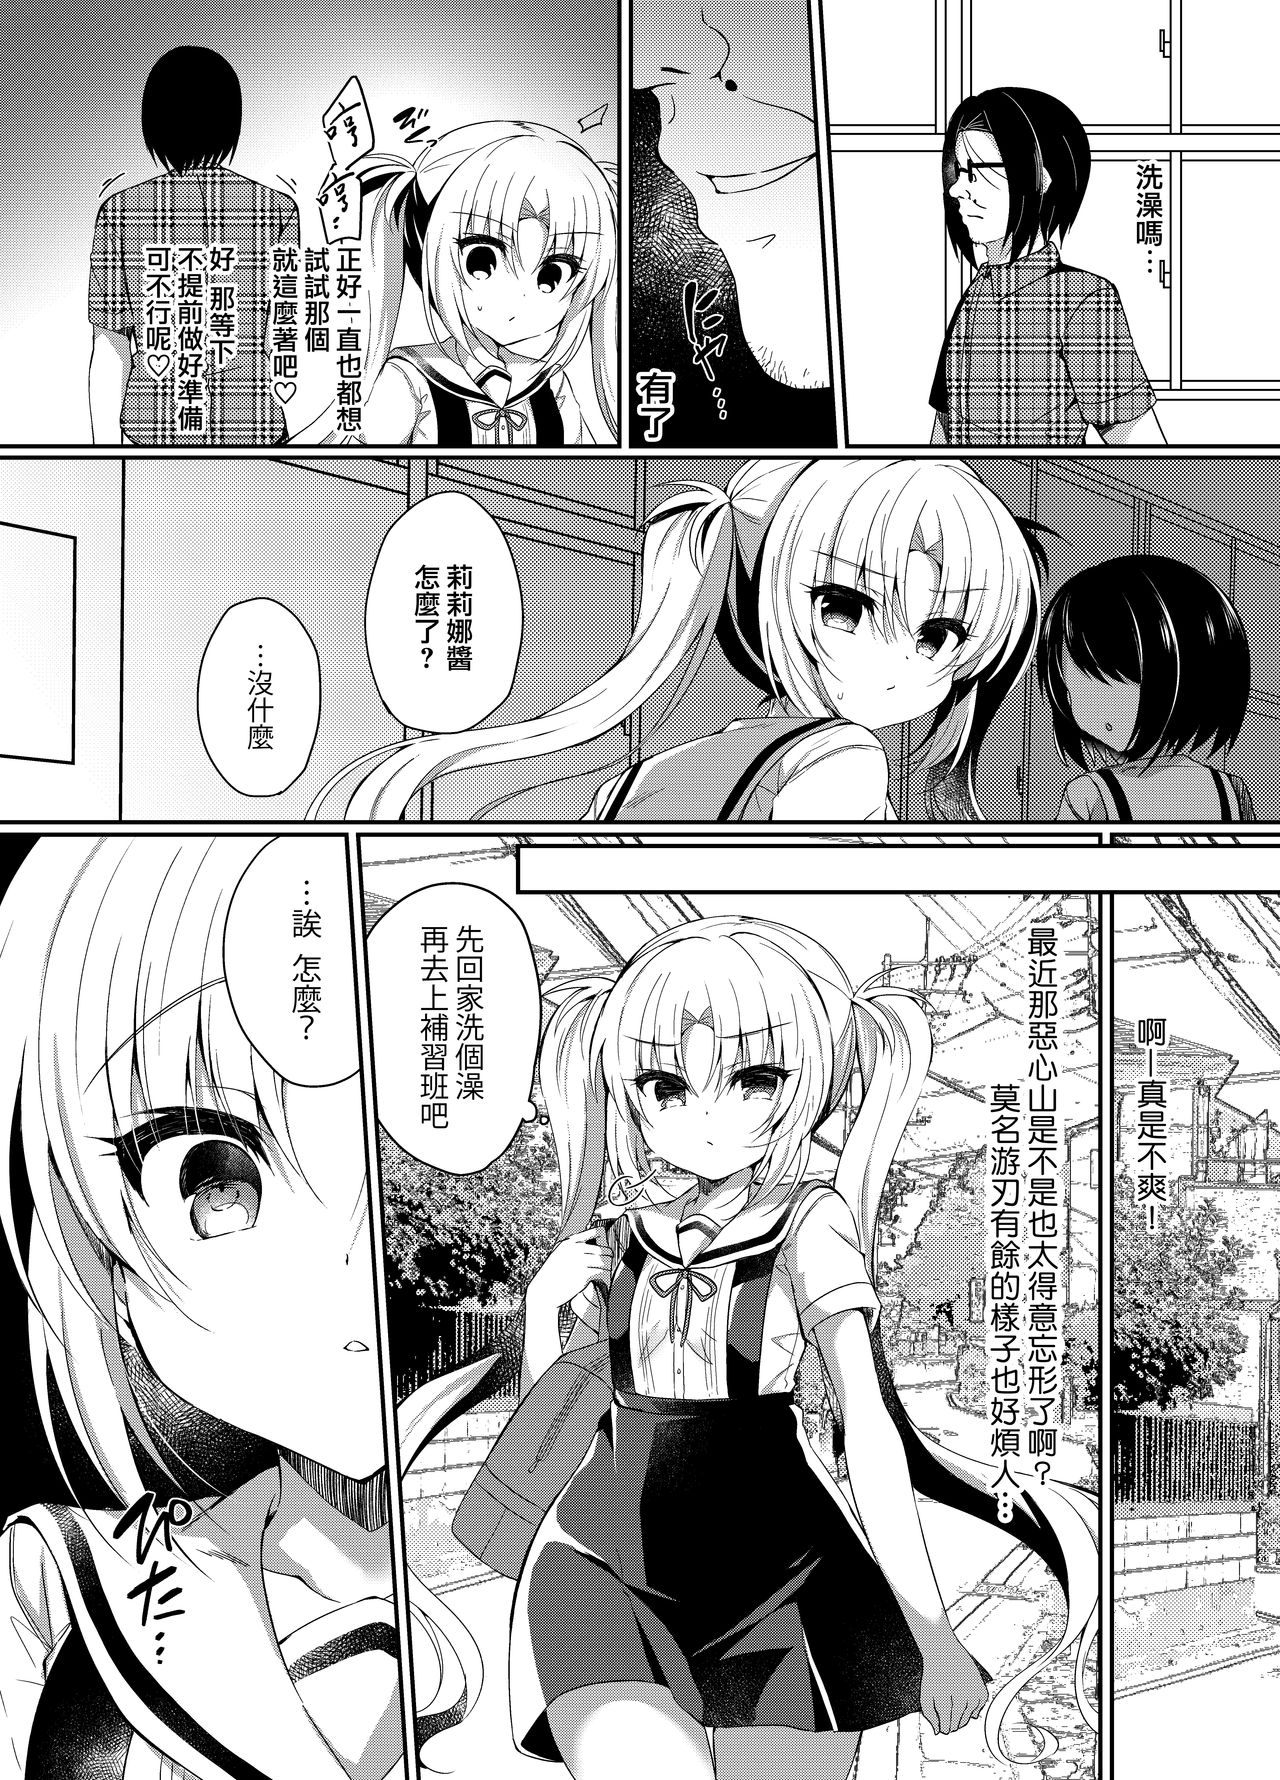 洗澡嗎…
にゃ…
有了
正好一直也都想
試試那個
就這麼著吧♡
哼哼…
好 那等下
不提前做好準備
可不行呢♡
莉莉娜醬
怎麼了?
…沒什麼
啊—真是不爽!
最近那惡心山是不是也太得意忘形了啊?
莫名游刃有餘的樣子也好煩人…
先回家洗個澡
再去上補習班吧
…誒 怎麼?
ぴた…